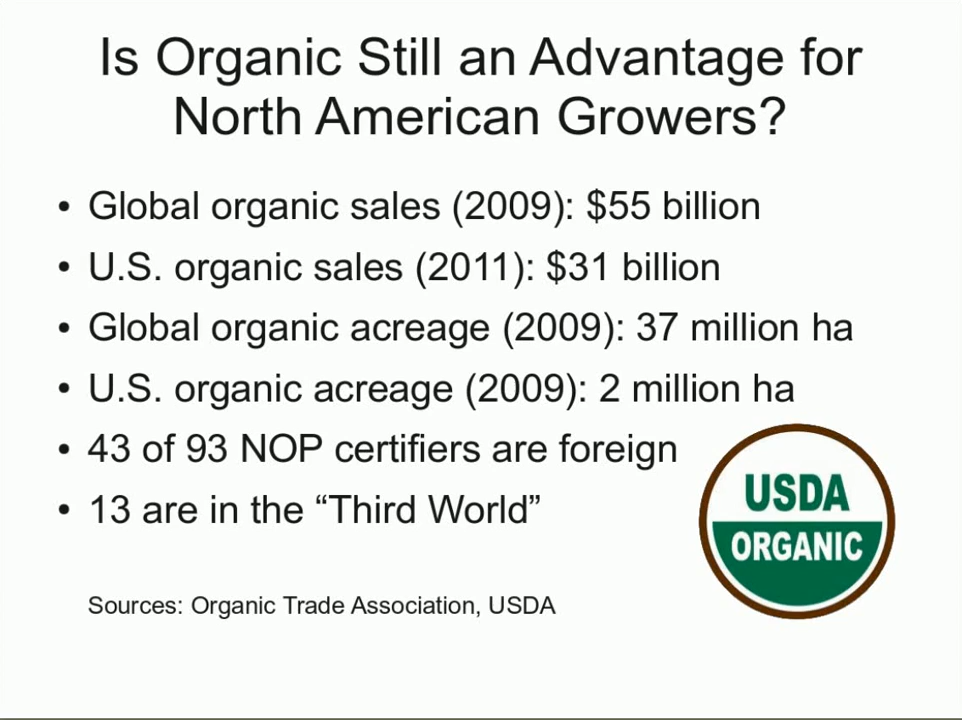 Is Organic Still an Advantage for
North American Growers?
• Global organic sales (2009): $55 billion
• U.S. organic sales (2011): $31 billion
• Global organic acreage (2009): 37 million ha
• U.S. organic acreage (2009): 2 million ha
• 43 of 93 NOP certifiers are foreign
• 13 are in the “Third World”
USDA
ORGANIC
Sources: Organic Trade Association, USDA